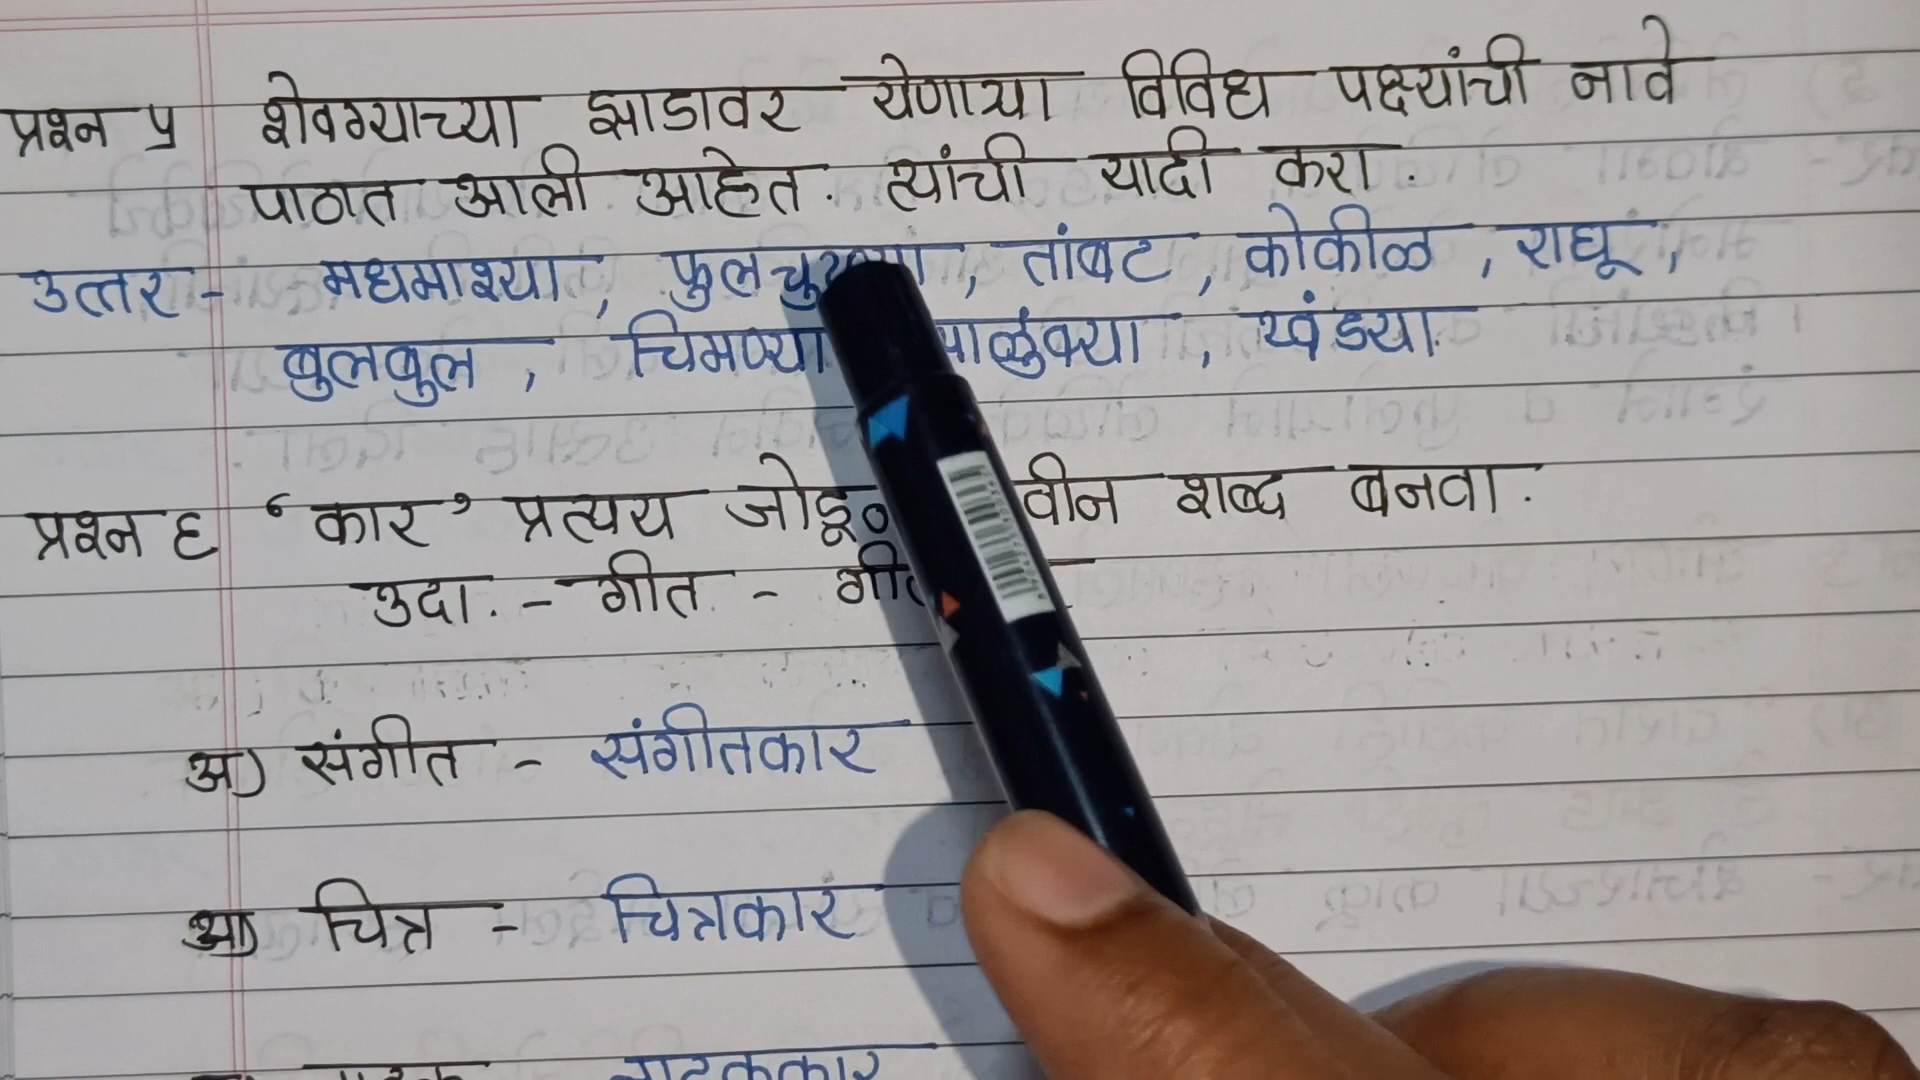 प्रश्न ५ शेवग्याच्या झाडावर येणाऱ्या विविध पक्ष्यांची नावे
पाठात आली आहेत. त्यांची यादी करा.
उत्तर - मधमाश्या, तांबट, कोकीळ, राघू,
बुलबुल, चिमण्या खंड्या
प्रश्न ६ 'कार' प्रत्यय शब्द बनवा.
उदा. - गीत -
अ) संगीत - संगीतकार
आ) चित्र - चित्रकार